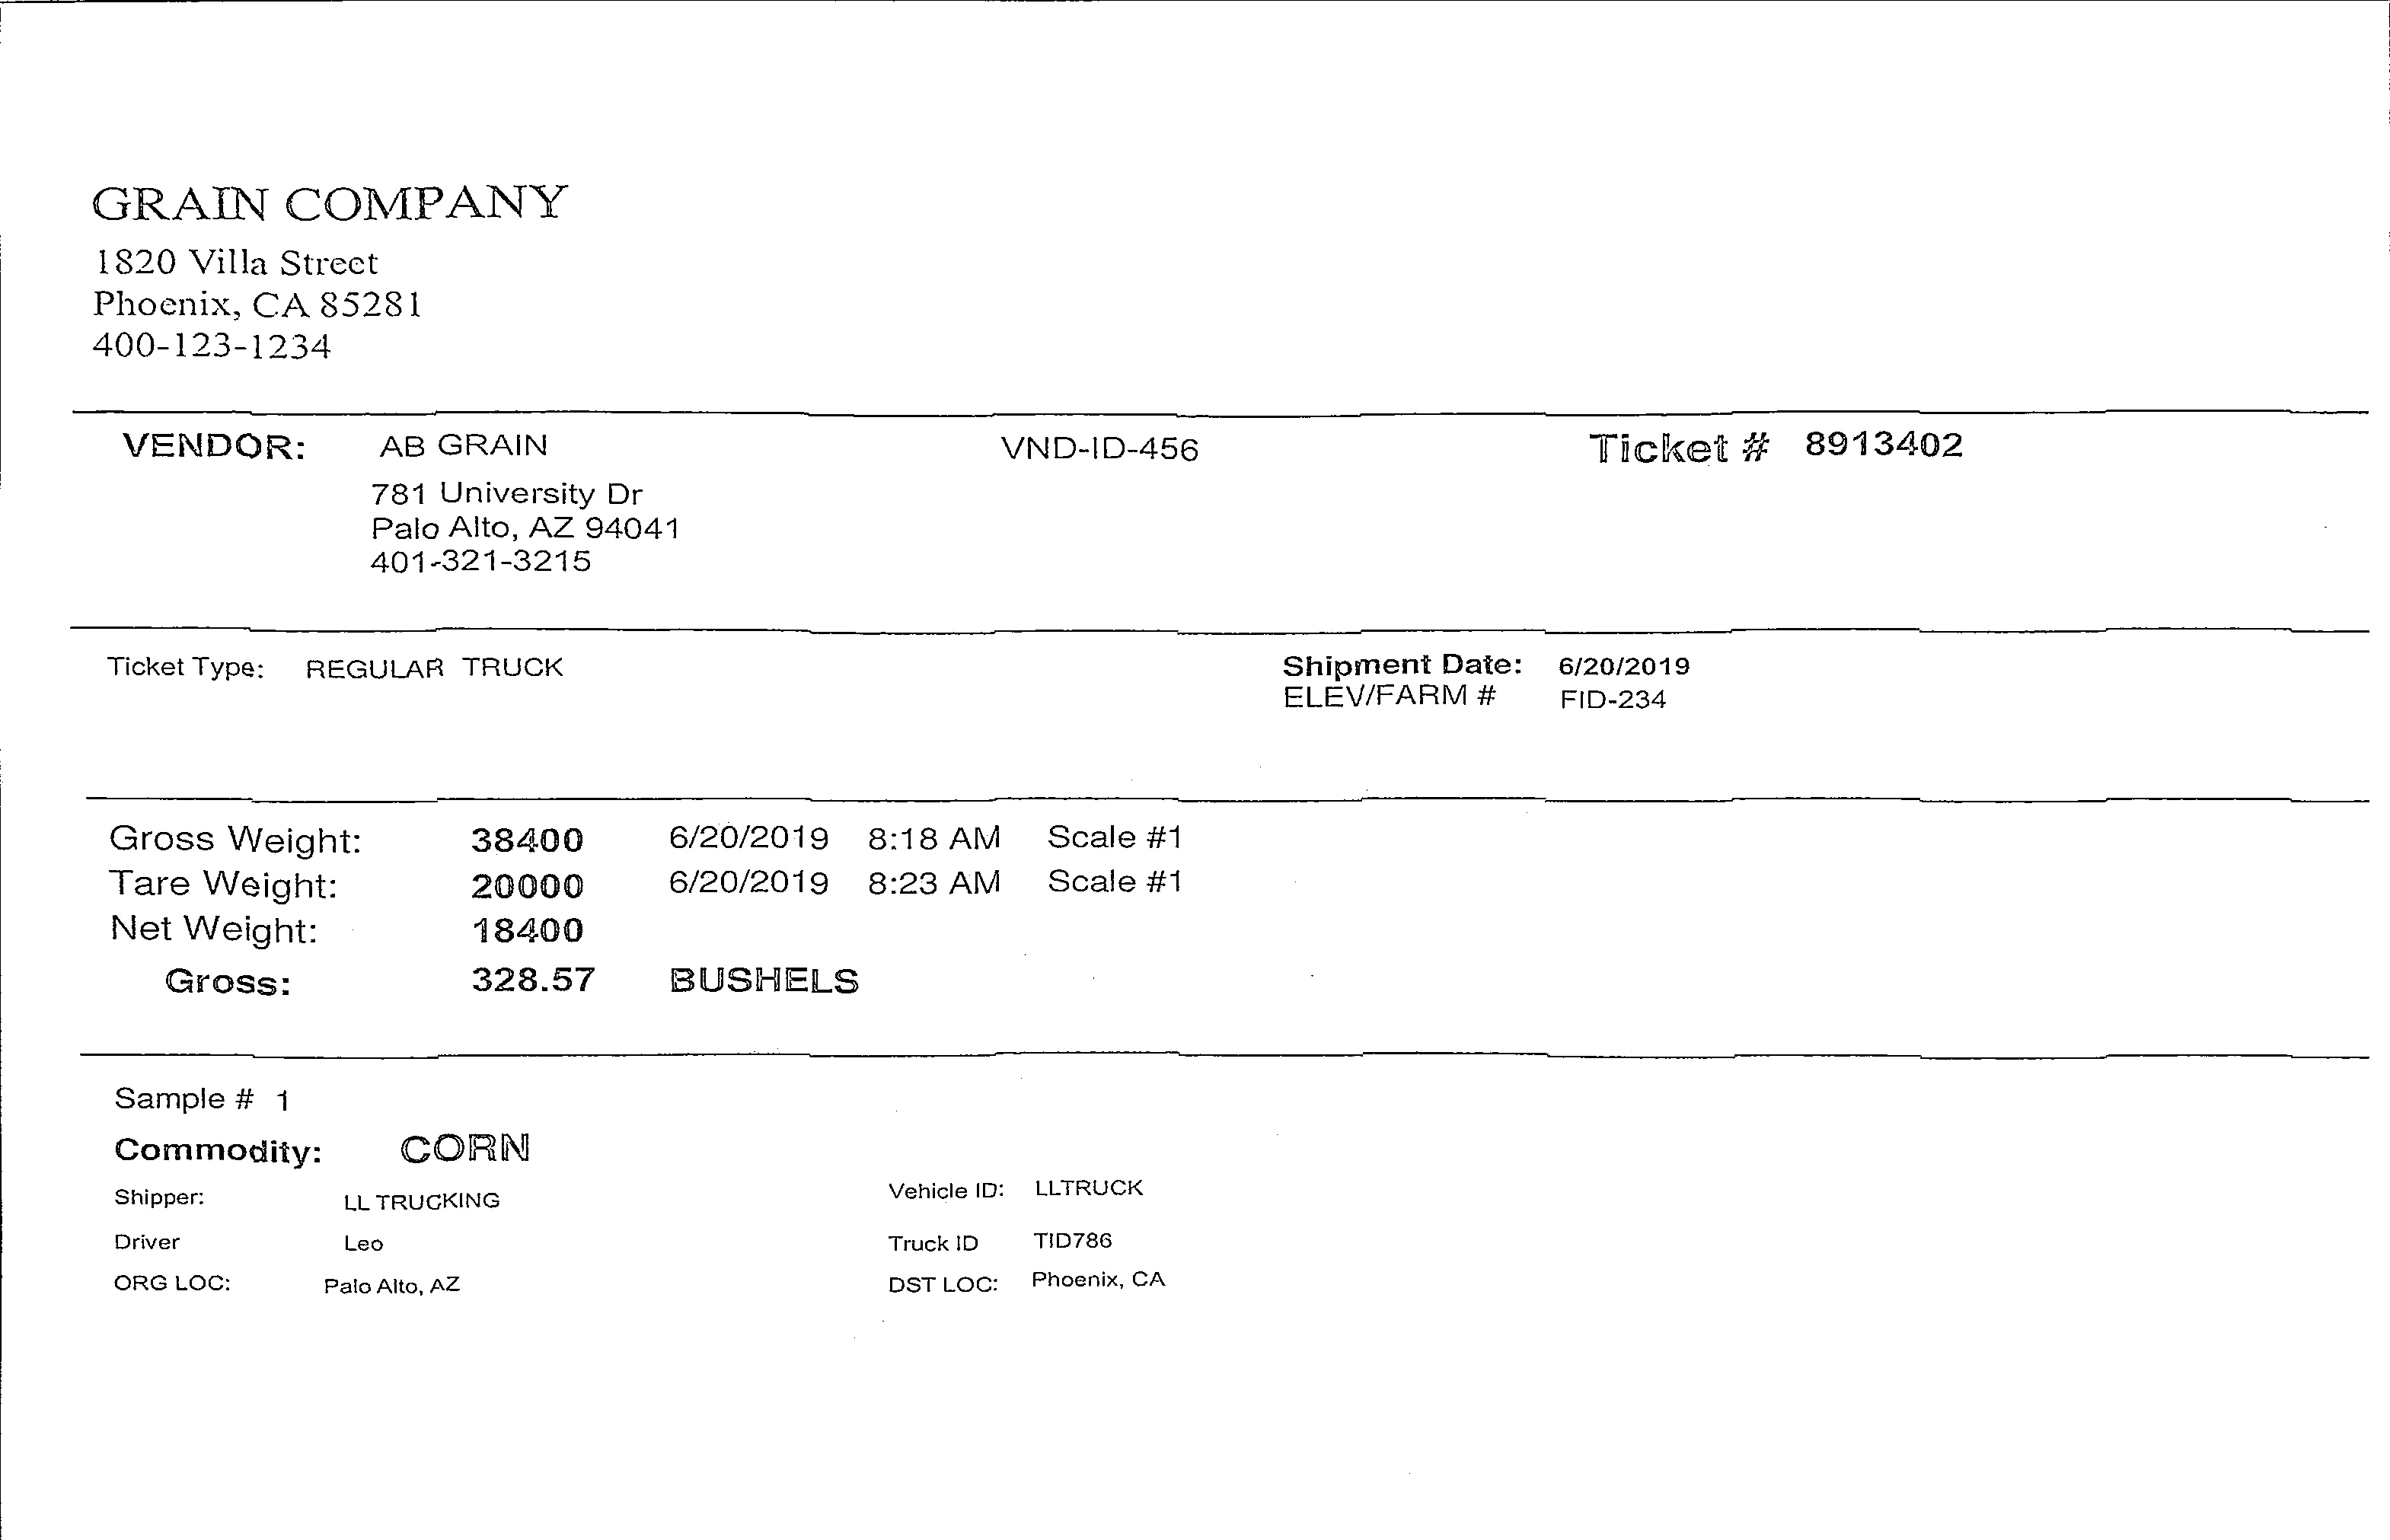 GRAIN COMPANY
1820 Villa Street
Phoenix, CA 85281
400-123-1234
VENDOR: AB GRAIN VND-ID-456 Ticket # 8913402
781 University Dr
Palo Alto, AZ 94041
401-321-3215
Ticket Type: REGULAR TRUCK Shipment Date: 6/20/2019
ELEV/FARM # FID-234
Gross Weight: 38400 6/20/2019 8:18 AM Scale #1
Tare Weight: 20000 6/20/2019 8:23 AM Scale #1
Net Weight: 18400
Gross: 328.57 BUSHELS
Sample # 1
Commodity: CORN
Shipper: LL TRUCKING Vehicle ID: LLTRUCK
Driver Leo Truck ID TID786
ORG LOC: Palo Alto, AZ DST LOC: Phoenix, CA